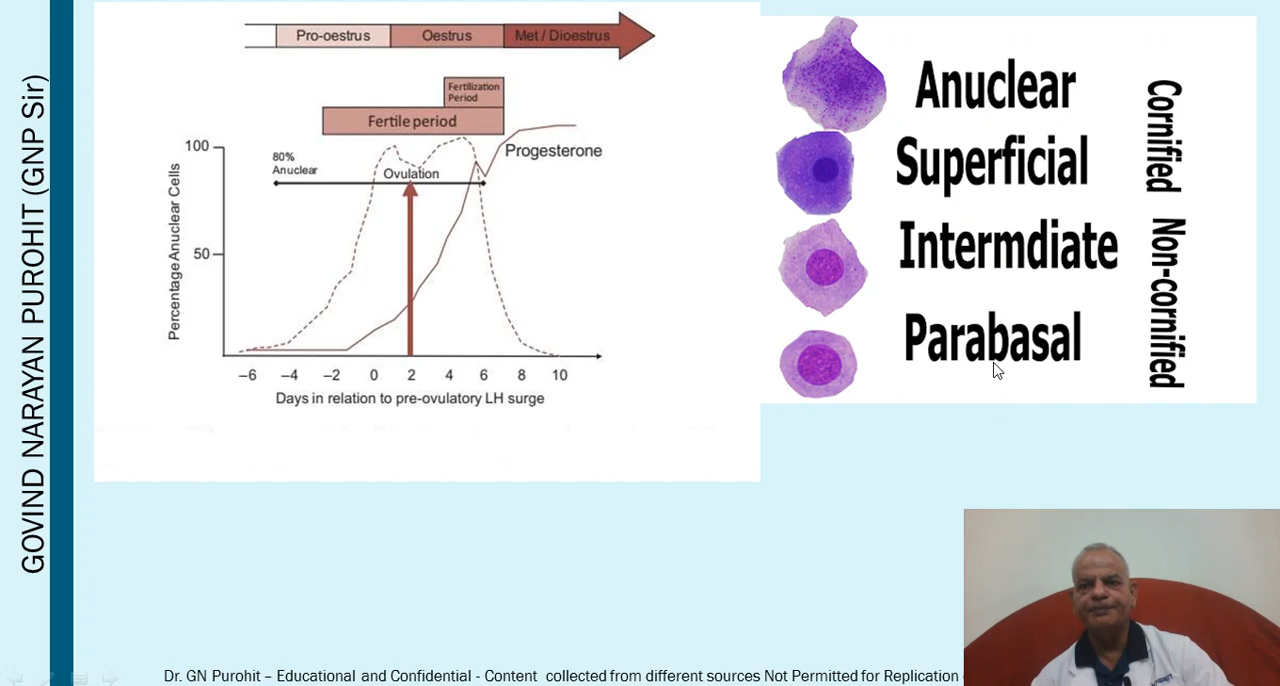 GOVIND NARAYAN PUROHIT (GNP Sir)
Pro-oestrus
Oestrus
Met / Dioestrus
Fertilization
Period
Fertile period
100
80%
Anuclear
Ovulation
Progesterone
Percentage Anuclear Cells
50
–6 –4 –2 0 2 4 6 8 10
Days in relation to pre-ovulatory LH surge
Anuclear
Superficial
Intermdiate
Parabasal
Cornified
Non-cornified
Dr. GN Purohit – Educational and Confidential - Content collected from different sources Not Permitted for Replication